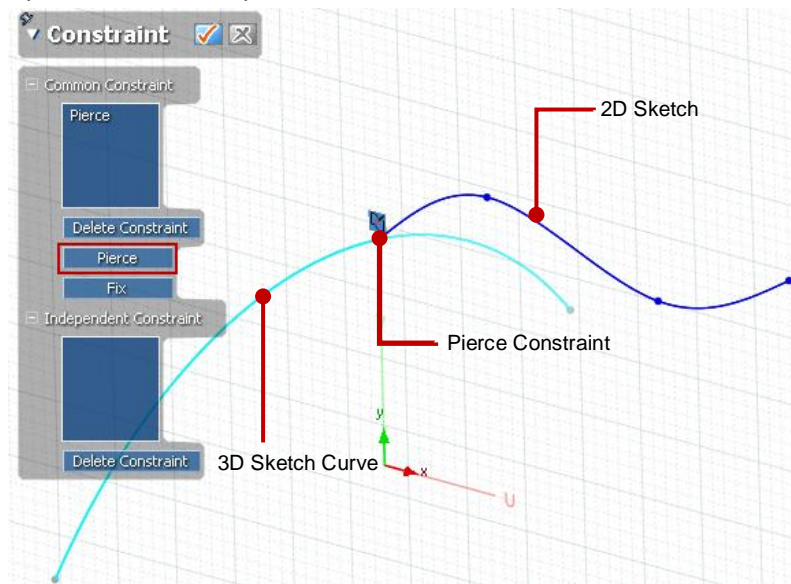 Constraint
Common Constraint
Pierce
Delete Constraint
Pierce
Fix
Independent Constraint
Delete Constraint
2D Sketch
Pierce Constraint
3D Sketch Curve
y
x
U